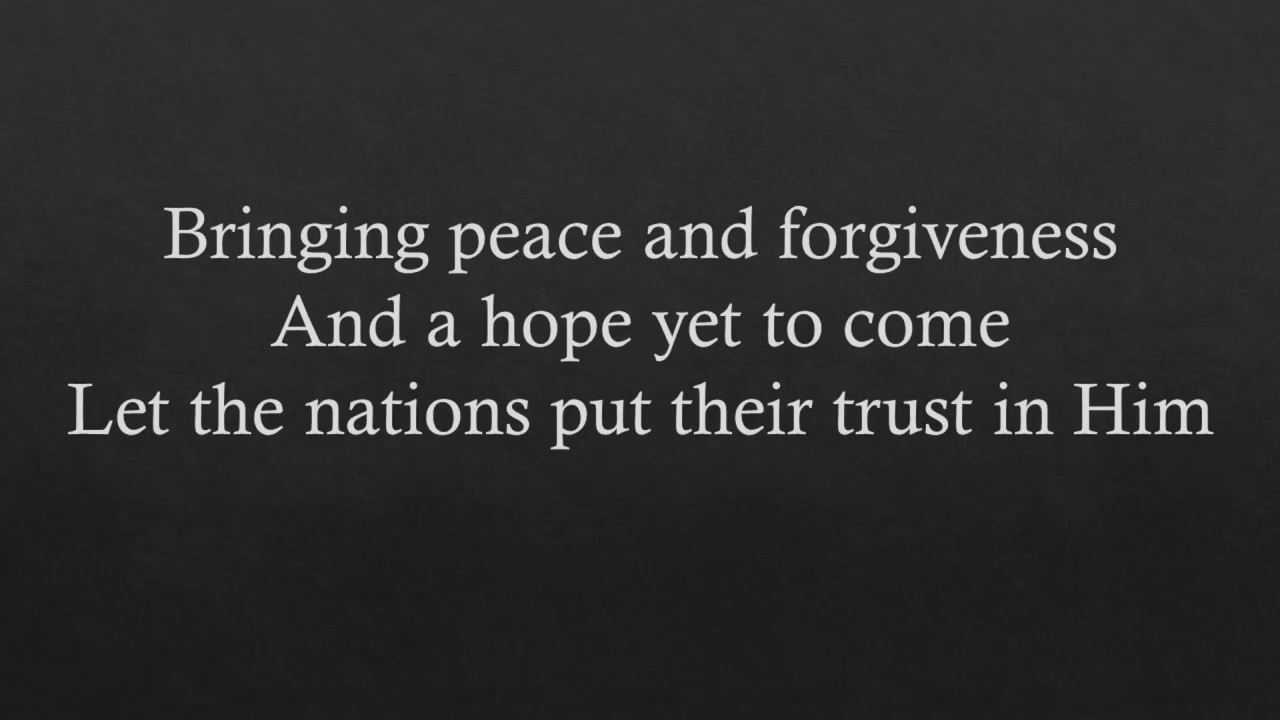 Bringing peace and forgiveness
And a hope yet to come
Let the nations put their trust in Him